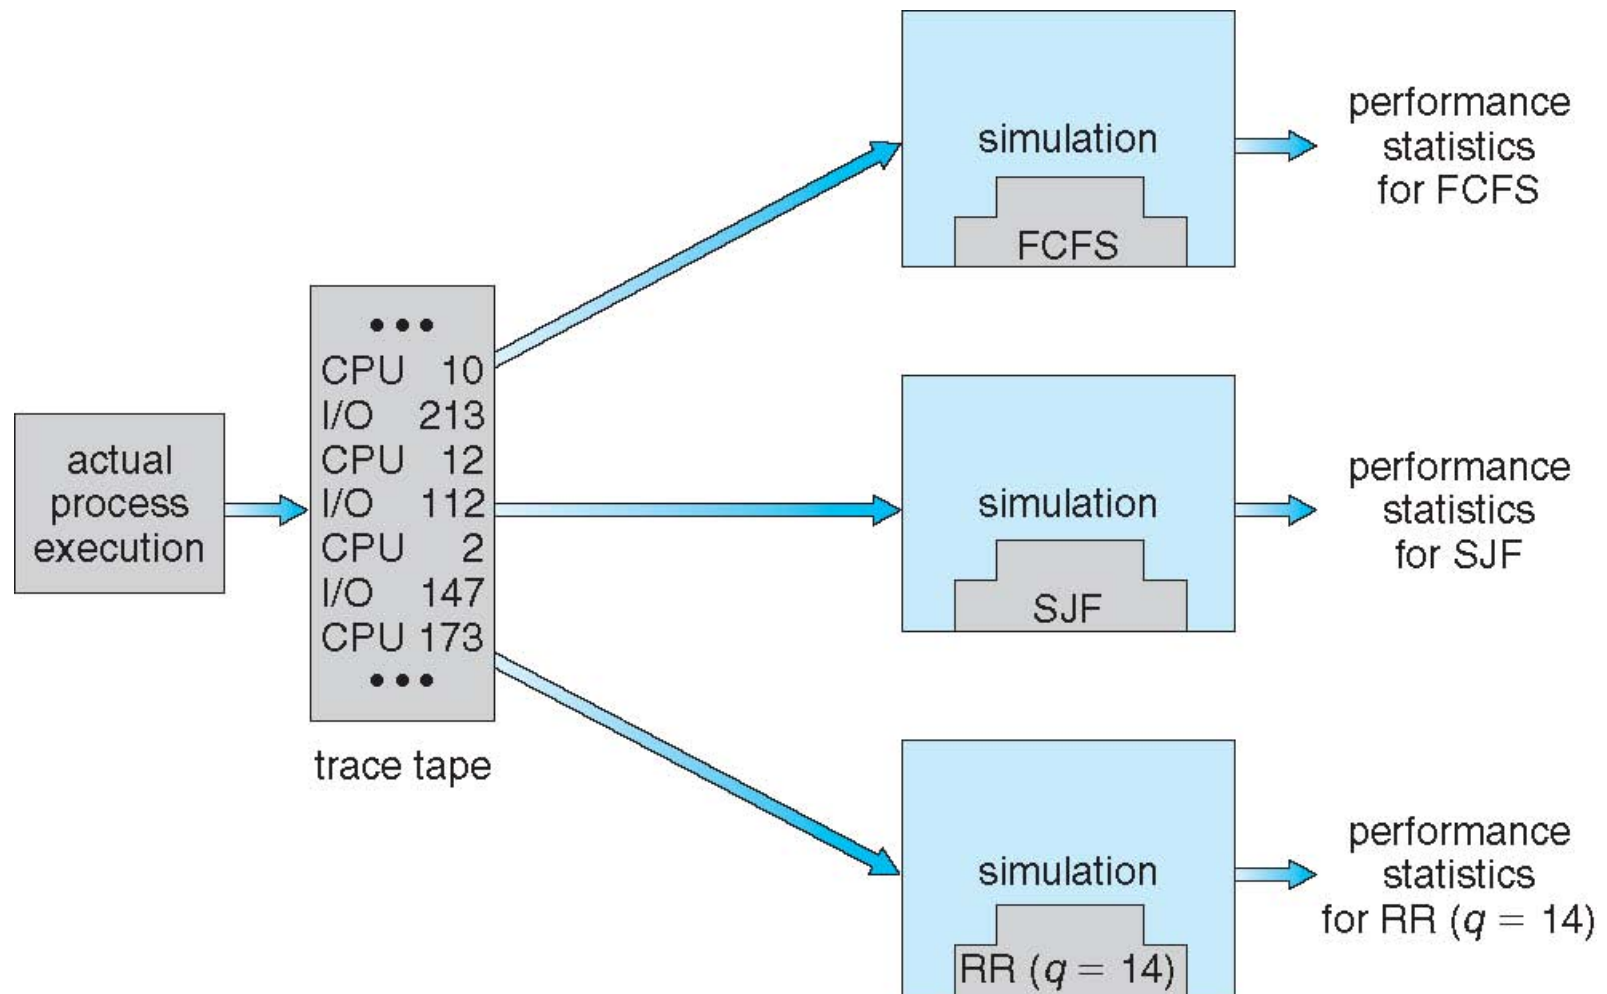 actual
process
execution
• • •
CPU 10
I/O 213
CPU 12
I/O 112
CPU 2
I/O 147
CPU 173
• • •
trace tape
simulation
FCFS
performance
statistics
for FCFS
simulation
SJF
performance
statistics
for SJF
simulation
RR (q = 14)
performance
statistics
for RR (q = 14)